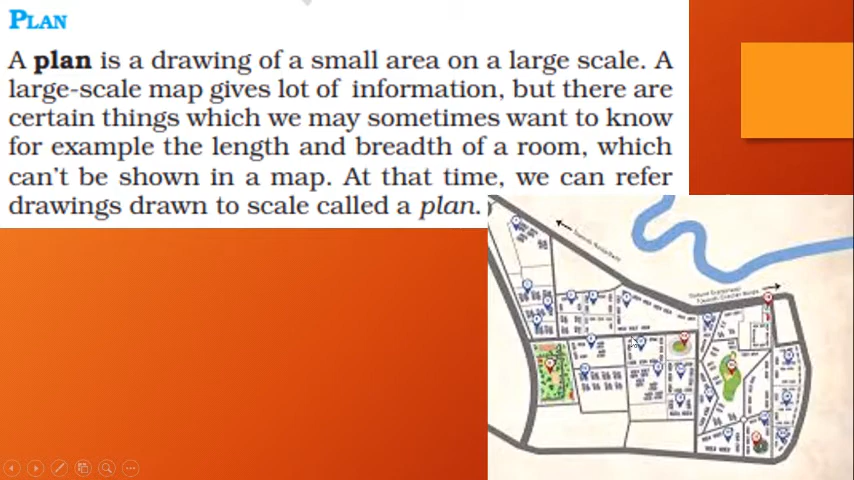 PLAN
A plan is a drawing of a small area on a large scale. A
large-scale map gives lot of information, but there are
certain things which we may sometimes want to know
for example the length and breadth of a room, which
can't be shown in a map. At that time, we can refer
drawings drawn to scale called a plan.